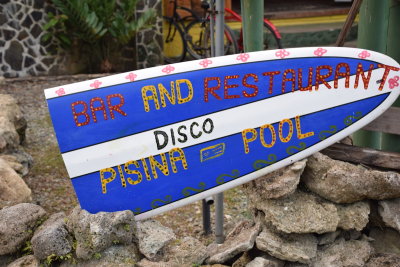 BAR AND RESTAURANT
DISCO
PISINA - POOL